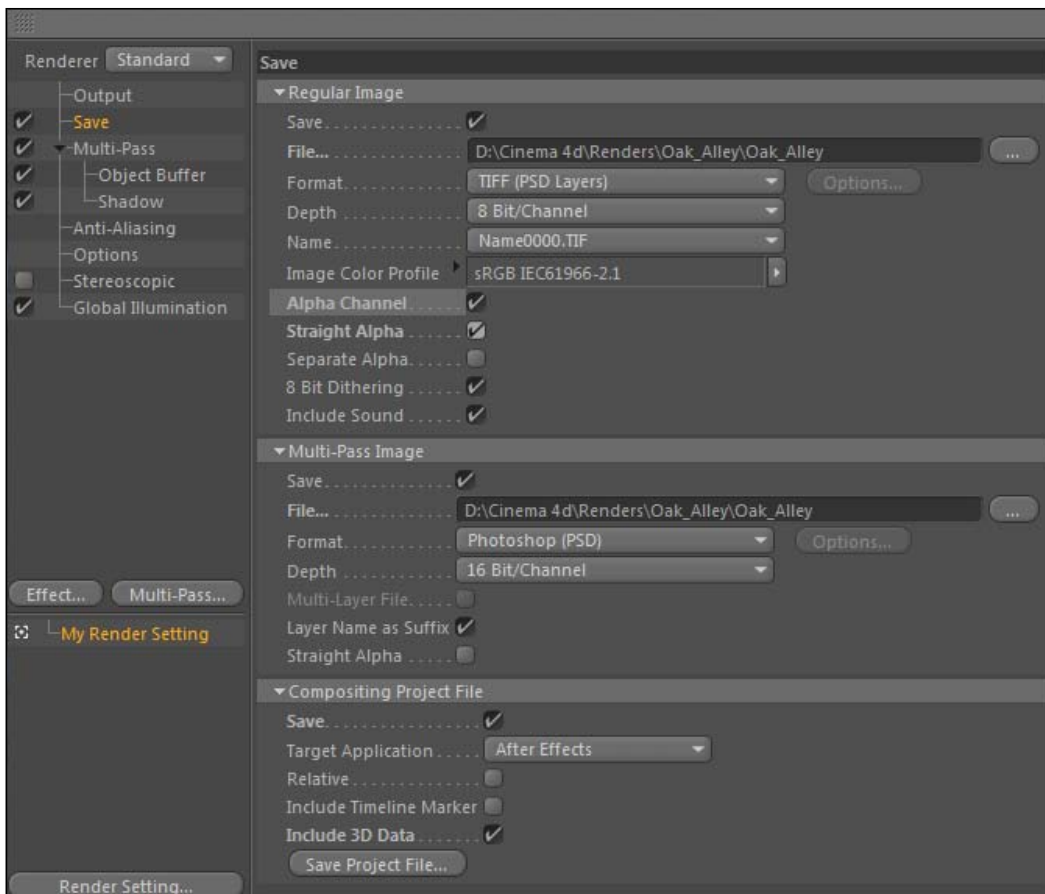 Renderer Standard
Output
Save
Multi-Pass
Object Buffer
Shadow
Anti-Aliasing
Options
Stereoscopic
Global Illumination
Effect... Multi-Pass...
My Render Setting
Render Setting...
Save
Regular Image
Save
File... D:\Cinema 4d\Renders\Oak_Alley\Oak_Alley ...
Format TIFF (PSD Layers) Options...
Depth 8 Bit/Channel
Name Name0000.TIF
Image Color Profile sRGB IEC61966-2.1
Alpha Channel
Straight Alpha
Separate Alpha
8 Bit Dithering
Include Sound
Multi-Pass Image
Save
File... D:\Cinema 4d\Renders\Oak_Alley\Oak_Alley ...
Format Photoshop (PSD) Options...
Depth 16 Bit/Channel
Multi-Layer File
Layer Name as Suffix
Straight Alpha
Compositing Project File
Save
Target Application After Effects
Relative
Include Timeline Marker
Include 3D Data
Save Project File...